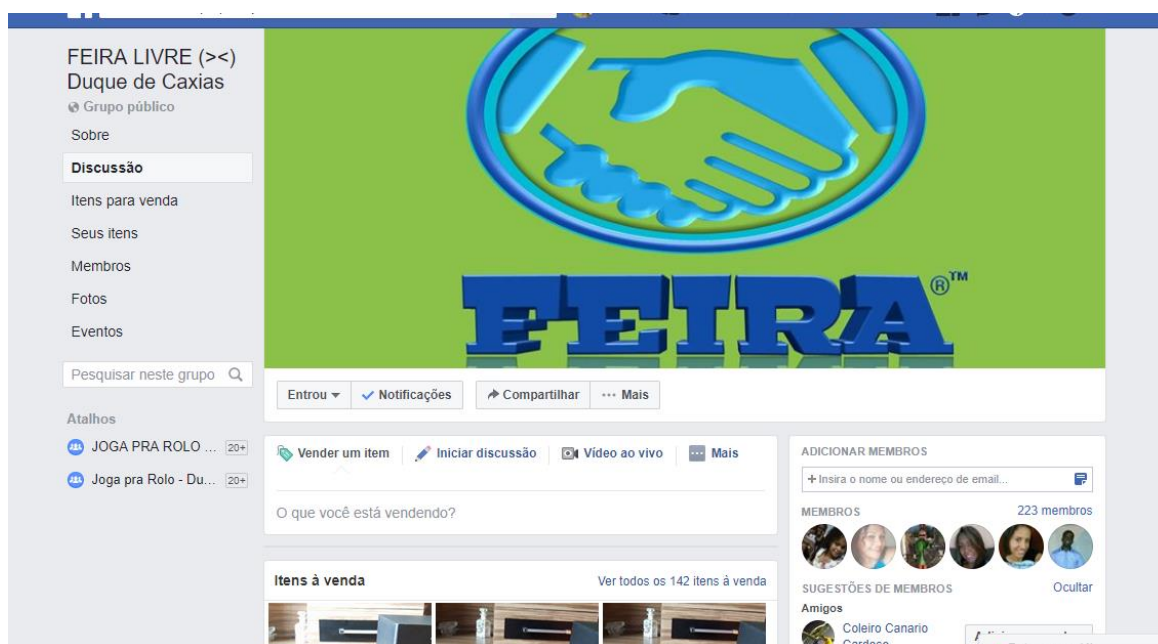 FEIRA LIVRE (><)
Duque de Caxias
Grupo público
Sobre
Discussão
Itens para venda
Seus itens
Membros
Fotos
Eventos
Pesquisar neste grupo
Atalhos
JOGA PRA ROLO ... 20+
Joga pra Rolo - Du... 20+
FEIRA ®™
Entrou Notificações Compartilhar Mais
Vender um item Iniciar discussão Vídeo ao vivo Mais
O que você está vendendo?
Itens à venda Ver todos os 142 itens à venda
ADICIONAR MEMBROS
+ Insira o nome ou endereço de email...
MEMBROS 223 membros
SUGESTÕES DE MEMBROS Ocultar
Amigos
Coleiro Canario
Cardoso